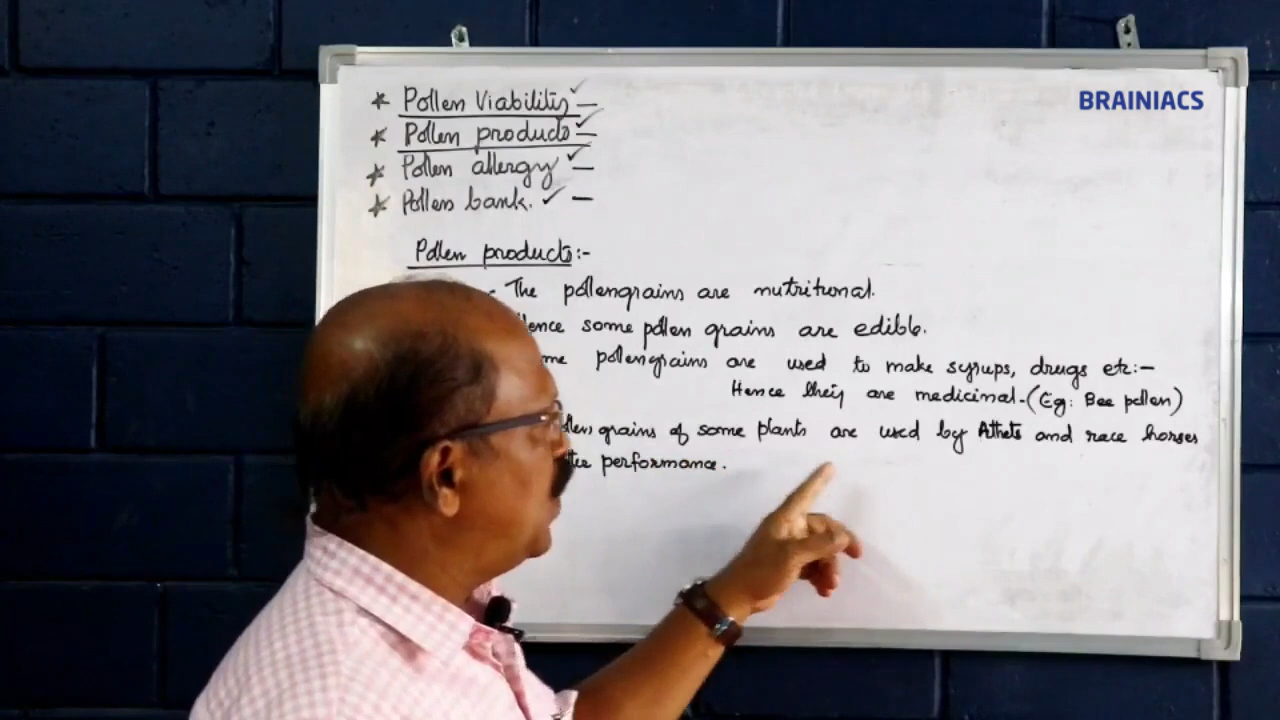 BRAINIACS
* Pollen Viability ✓ —
* Pollen products ✓ —
* Pollen allergy ✓ —
* Pollen bank. ✓ —
Pollen products:-
- The pollengrains are nutritional.
some pollen grains are edible.
pollengrains are used to make syrups, drugs etc:-
Hence they are medicinal-(Eg: Bee pollen)
grains of some plants are used by Athets and race horses
performance.